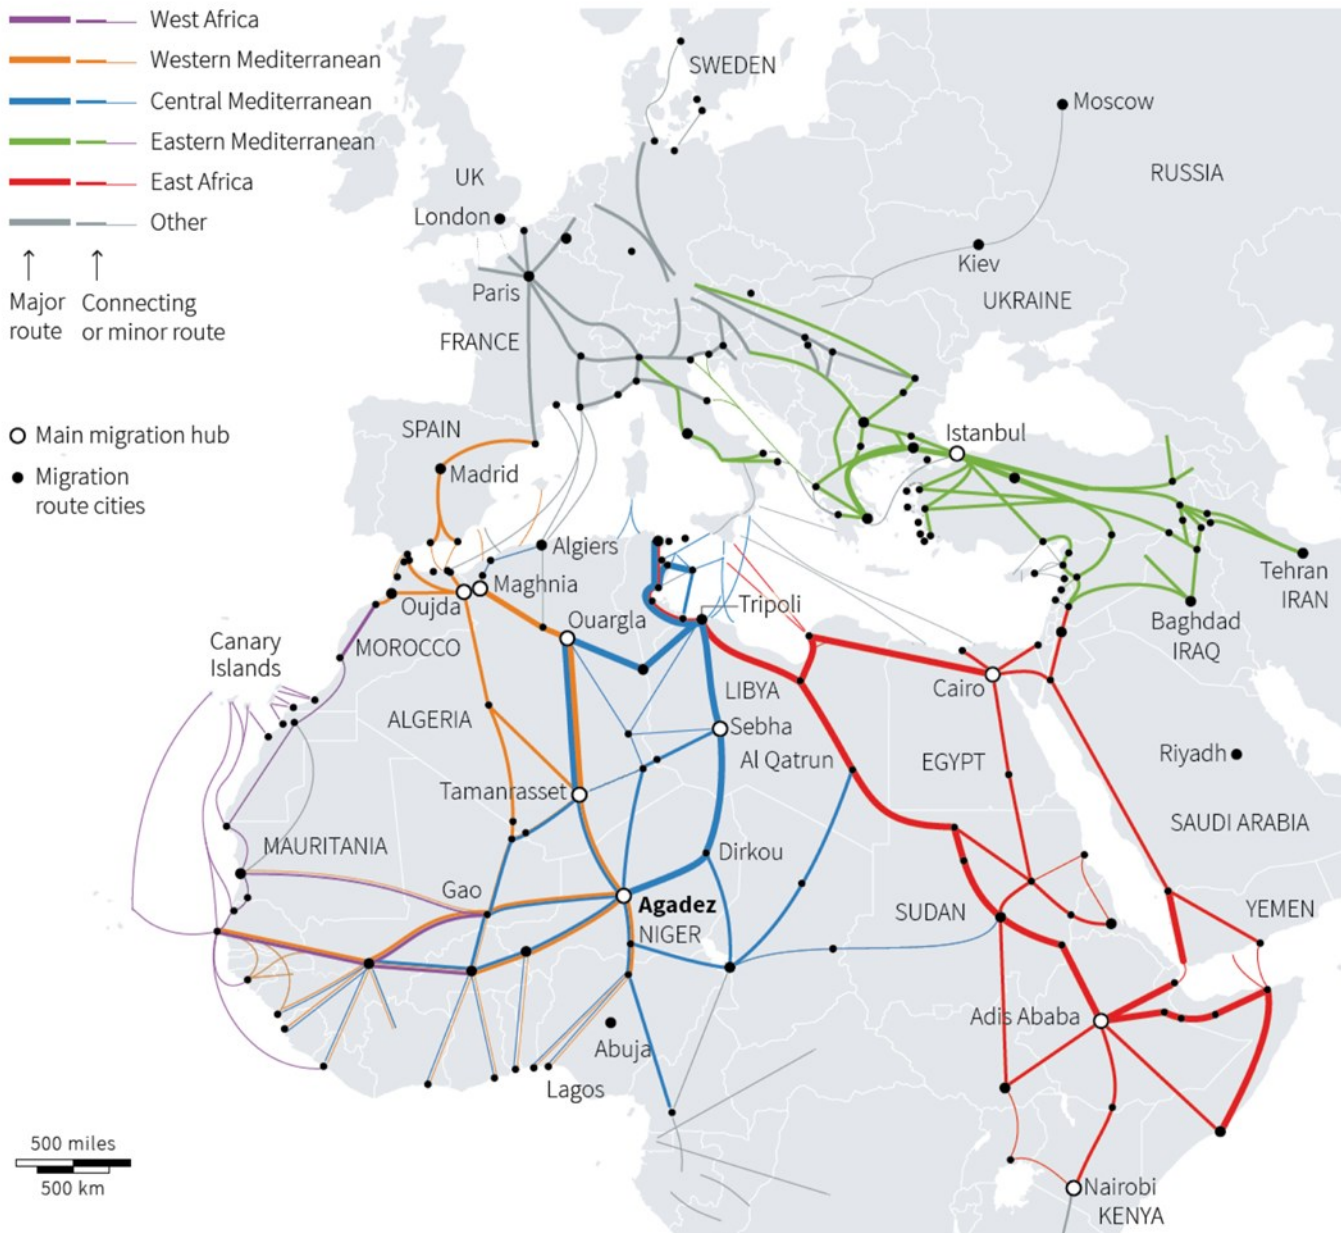 West Africa
Western Mediterranean
Central Mediterranean
Eastern Mediterranean
East Africa
Other
Major
route
Connecting
or minor route
Main migration hub
Migration
route cities
SWEDEN
Moscow
RUSSIA
UK
London
Kiev
UKRAINE
Paris
FRANCE
SPAIN
Madrid
Istanbul
Algiers
Maghnia
Oujda
Ouargla
Tripoli
Tehran
IRAN
Baghdad
IRAQ
Canary
Islands
MOROCCO
ALGERIA
LIBYA
Cairo
Sebha
Al Qatrun
EGYPT
Riyadh
Tamanrasset
SAUDI ARABIA
MAURITANIA
Dirkou
Gao
Agadez
NIGER
SUDAN
YEMEN
Adis Ababa
Abuja
Lagos
500 miles
500 km
Nairobi
KENYA